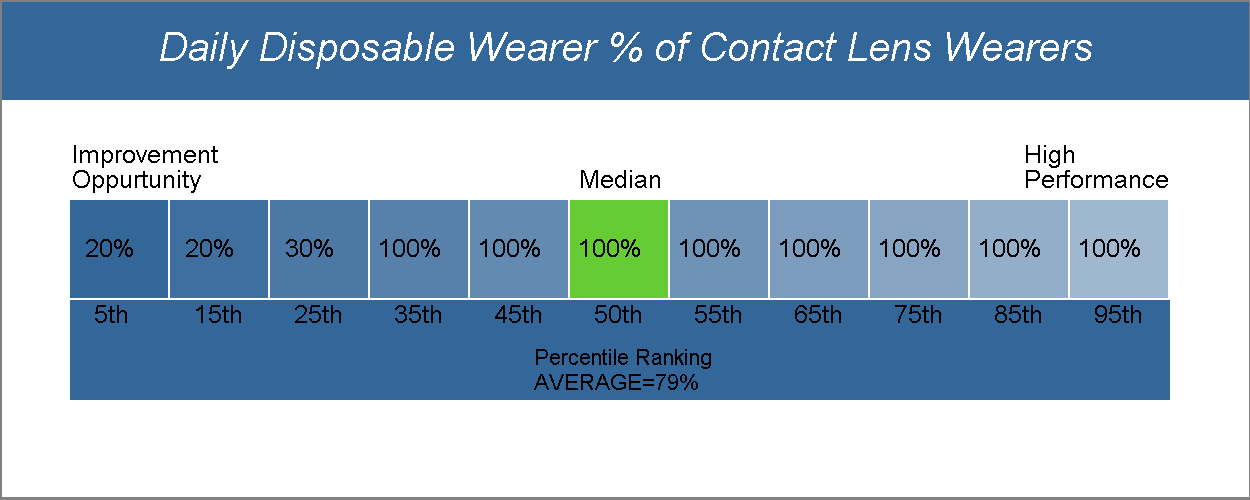 Daily Disposable Wearer % of Contact Lens Wearers
Improvement
Oppurtunity
Median
High
Performance
20% 20% 30% 100% 100% 100% 100% 100% 100% 100% 100%
5th 15th 25th 35th 45th 50th 55th 65th 75th 85th 95th
Percentile Ranking
AVERAGE=79%